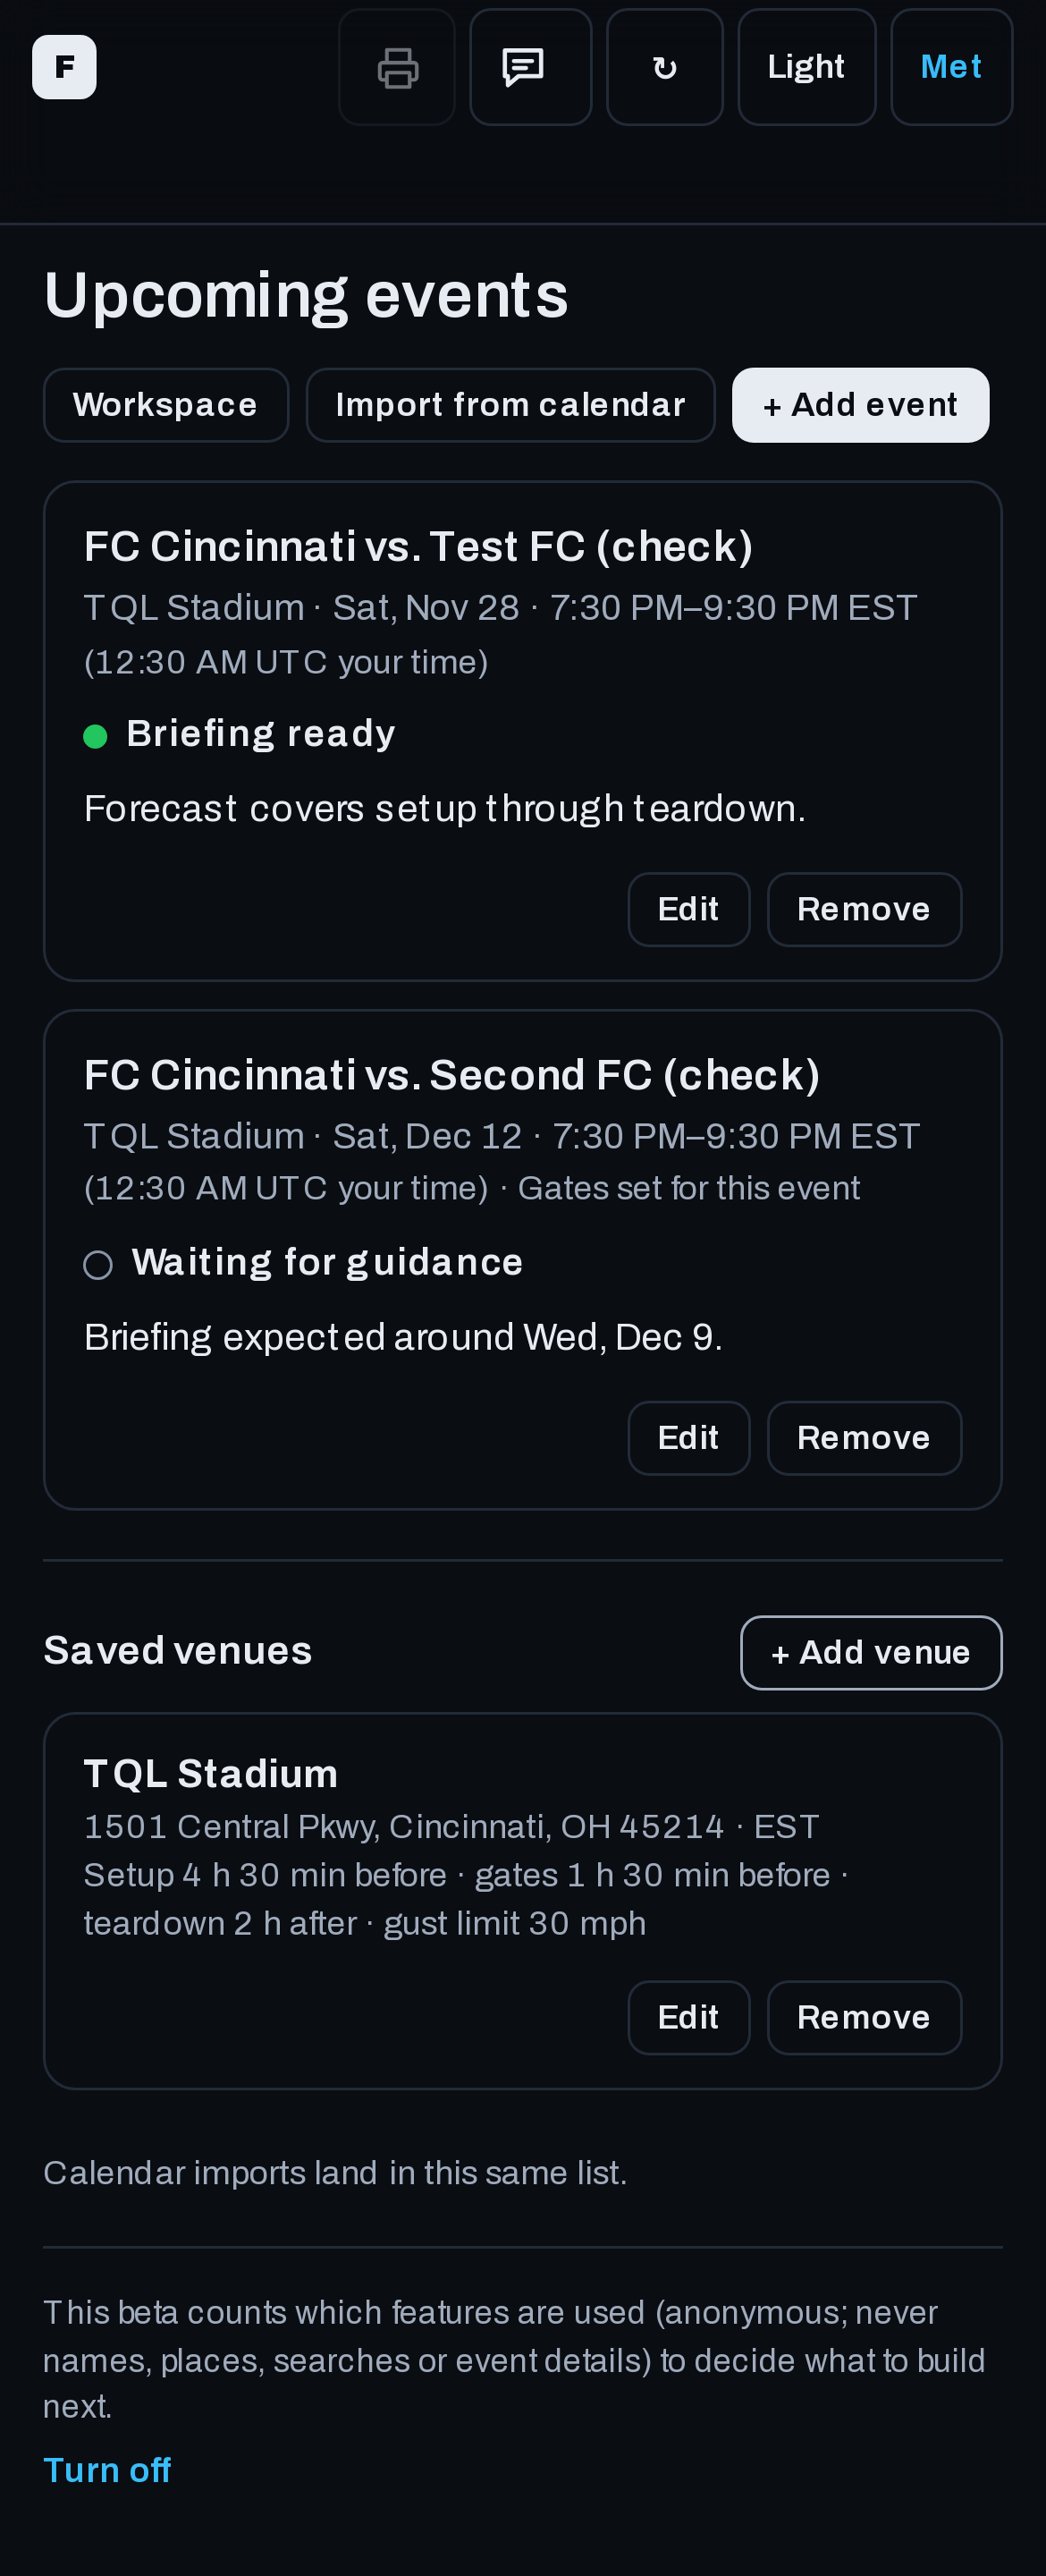 F
↻
Light
Met
Upcoming events
Workspace
Import from calendar
+ Add event
FC Cincinnati vs. Test FC (check)
TQL Stadium · Sat, Nov 28 · 7:30 PM–9:30 PM EST
(12:30 AM UTC your time)
Briefing ready
Forecast covers setup through teardown.
Edit
Remove
FC Cincinnati vs. Second FC (check)
TQL Stadium · Sat, Dec 12 · 7:30 PM–9:30 PM EST
(12:30 AM UTC your time) · Gates set for this event
Waiting for guidance
Briefing expected around Wed, Dec 9.
Edit
Remove
Saved venues
+ Add venue
TQL Stadium
1501 Central Pkwy, Cincinnati, OH 45214 · EST
Setup 4 h 30 min before · gates 1 h 30 min before ·
teardown 2 h after · gust limit 30 mph
Edit
Remove
Calendar imports land in this same list.
This beta counts which features are used (anonymous; never
names, places, searches or event details) to decide what to build
next.
Turn off